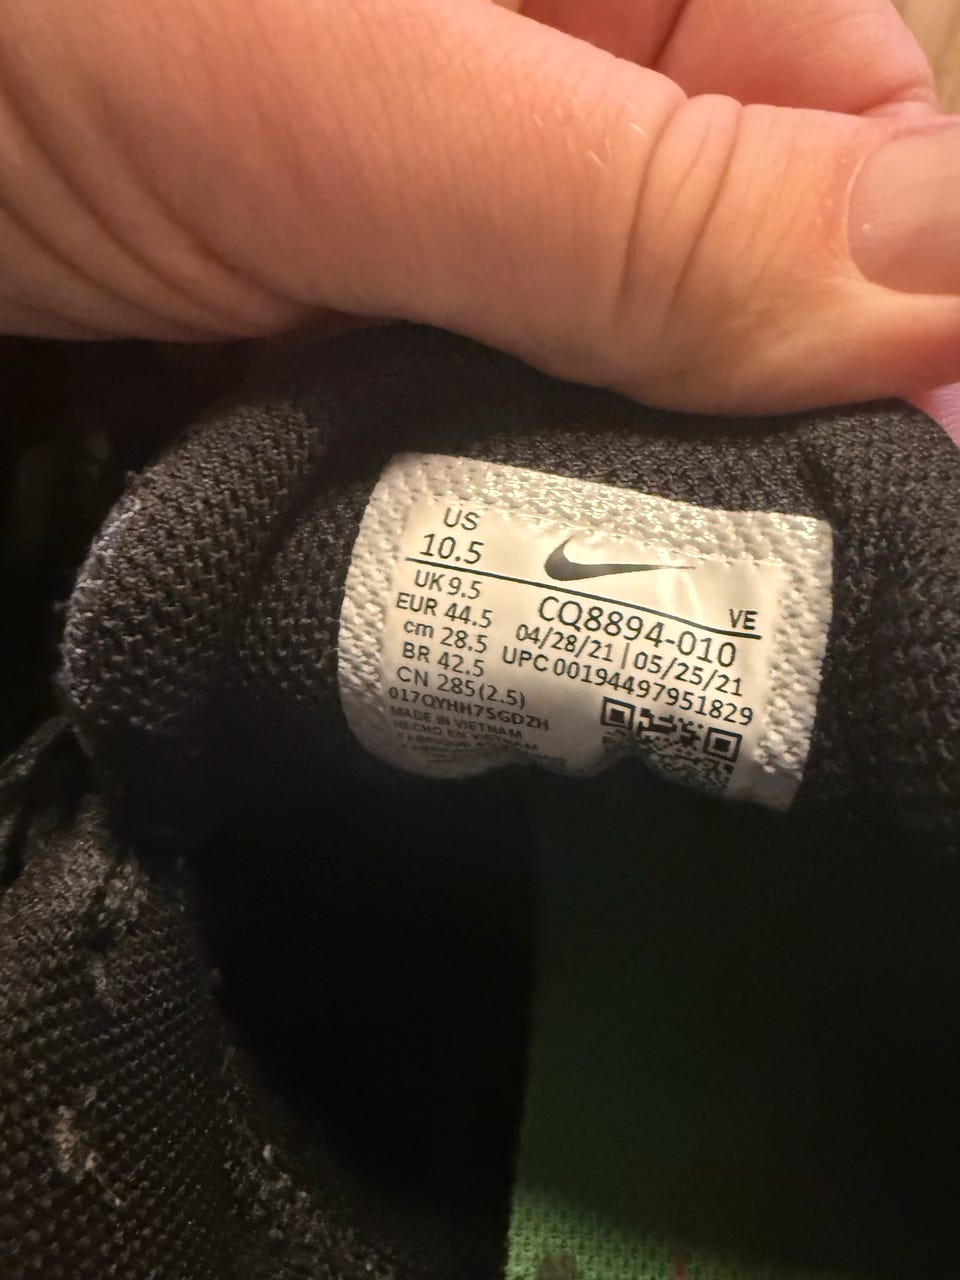 US
10.5
UK 9.5
EUR 44.5
cm 28.5
BR 42.5
CN 285(2.5)
017QYHH75GDZH
MADE IN VIETNAM
HECHO EN VIETNAM
FABRIQUÉ
VE
CQ8894-010
04/28/21 | 05/25/21
UPC 00194497951829